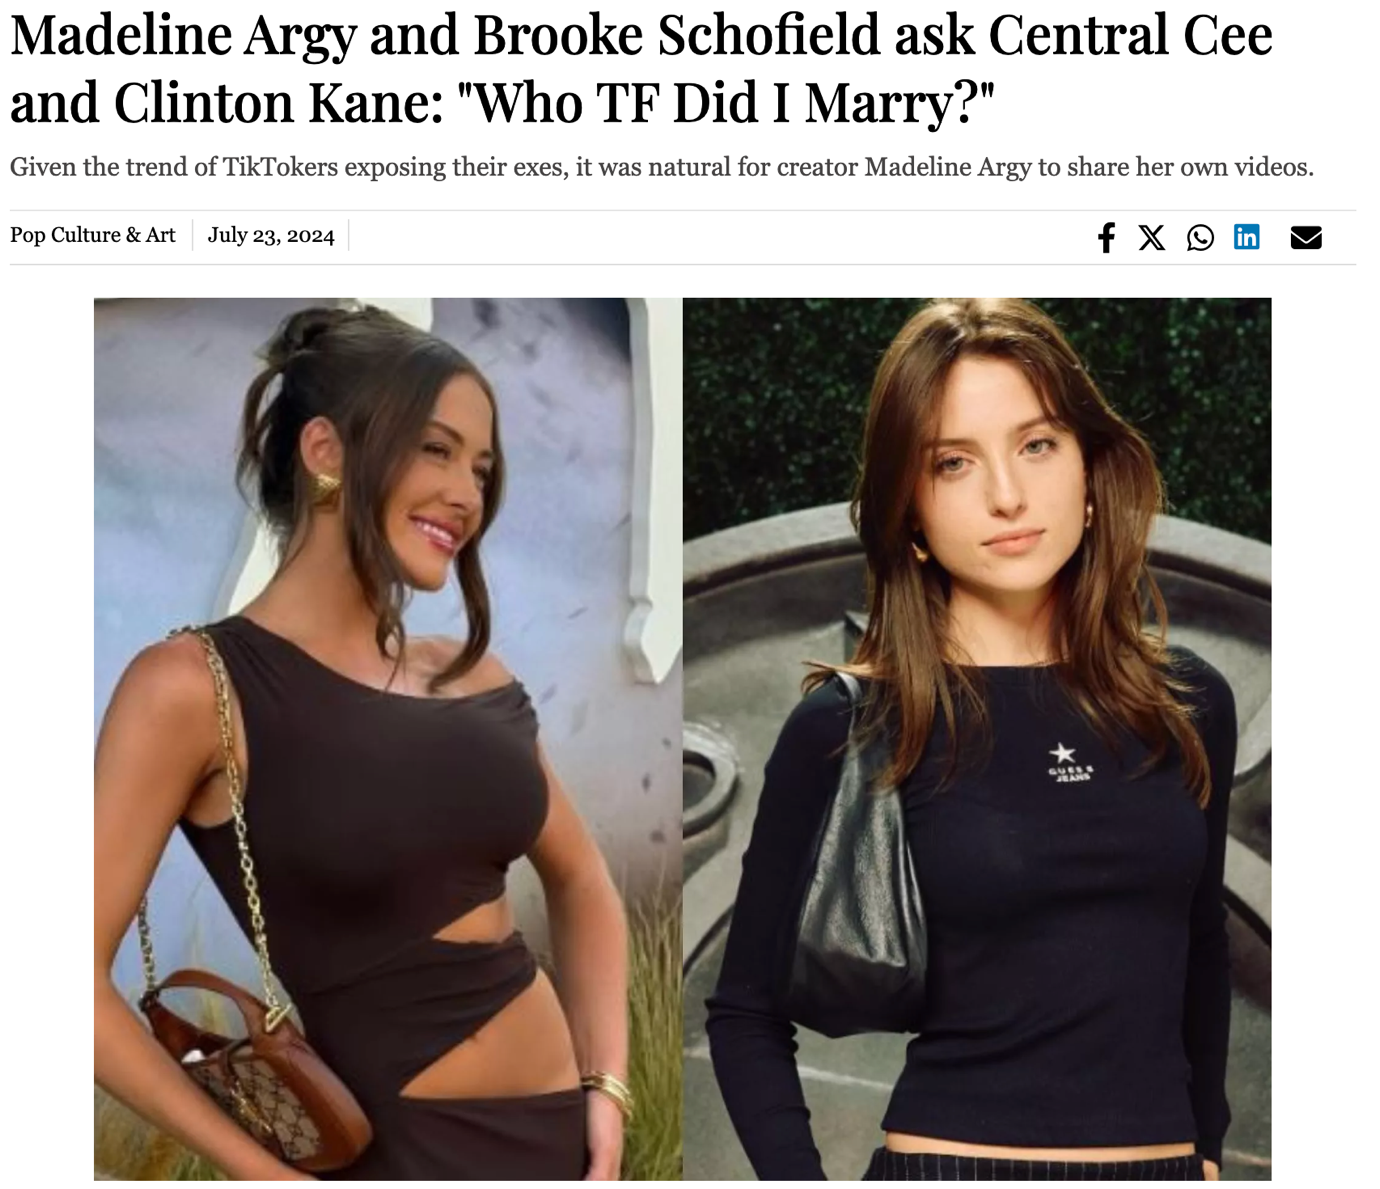 Madeline Argy and Brooke Schofield ask Central Cee
and Clinton Kane: "Who TF Did I Marry?"
Given the trend of TikTokers exposing their exes, it was natural for creator Madeline Argy to share her own videos.
Pop Culture & Art
July 23, 2024
in
GUESS
JEANS